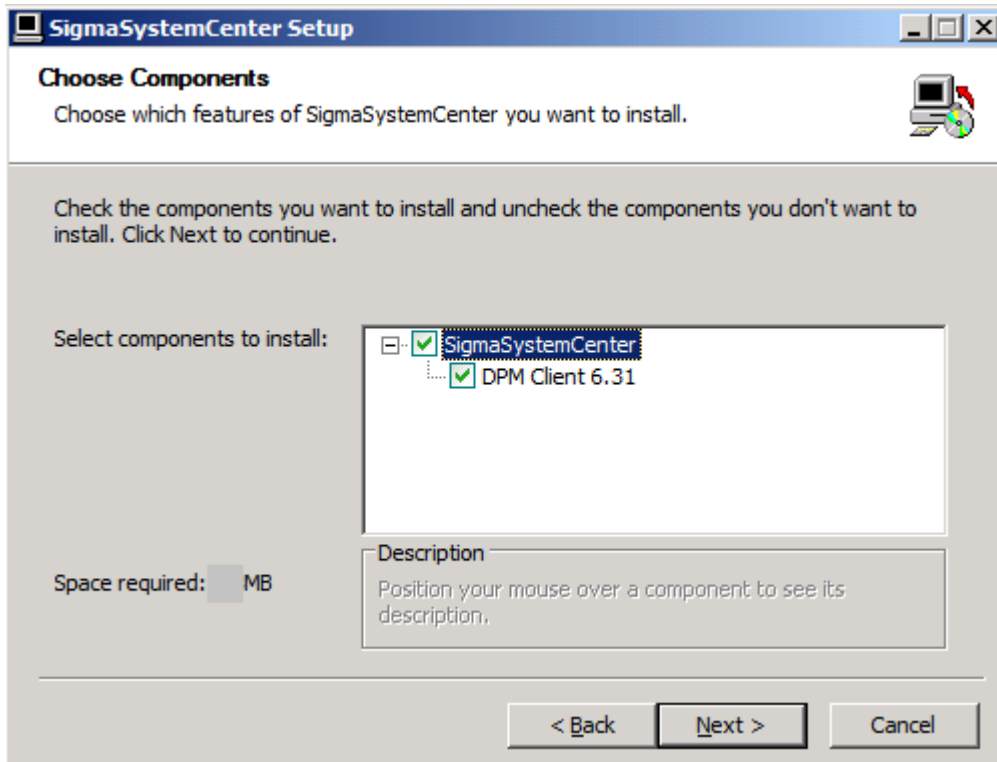 SigmaSystemCenter Setup
Choose Components
Choose which features of SigmaSystemCenter you want to install.
Check the components you want to install and uncheck the components you don't want to
install. Click Next to continue.
Select components to install:
SigmaSystemCenter
DPM Client 6.31
Space required: MB
Description
Position your mouse over a component to see its
description.
< Back
Next >
Cancel